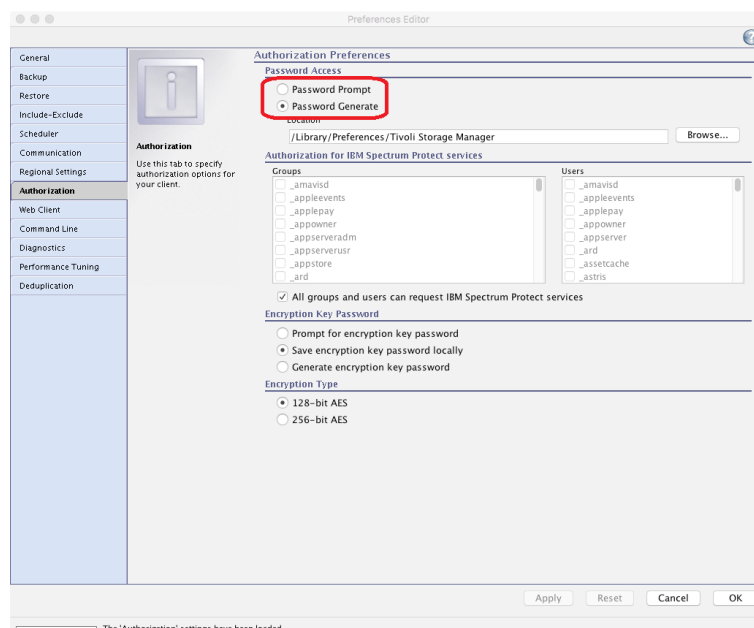 Preferences Editor
?
General
Backup
Restore
Include-Exclude
Scheduler
Communication
Regional Settings
Authorization
Web Client
Command Line
Diagnostics
Performance Tuning
Deduplication
Authorization
Use this tab to specify
authorization options for
your client.
Authorization Preferences
Password Access
Password Prompt
Password Generate
Location
/Library/Preferences/Tivoli Storage Manager
Browse...
Authorization for IBM Spectrum Protect services
Groups
_amavisd
_appleevents
_applepay
_appowner
_appserveradm
_appserverusr
_appstore
_ard
Users
_amavisd
_appleevents
_applepay
_appowner
_appserver
_ard
_assetcache
_astris
All groups and users can request IBM Spectrum Protect services
Encryption Key Password
Prompt for encryption key password
Save encryption key password locally
Generate encryption key password
Encryption Type
128-bit AES
256-bit AES
Apply
Reset
Cancel
OK
The 'Authorization' settings have been loaded